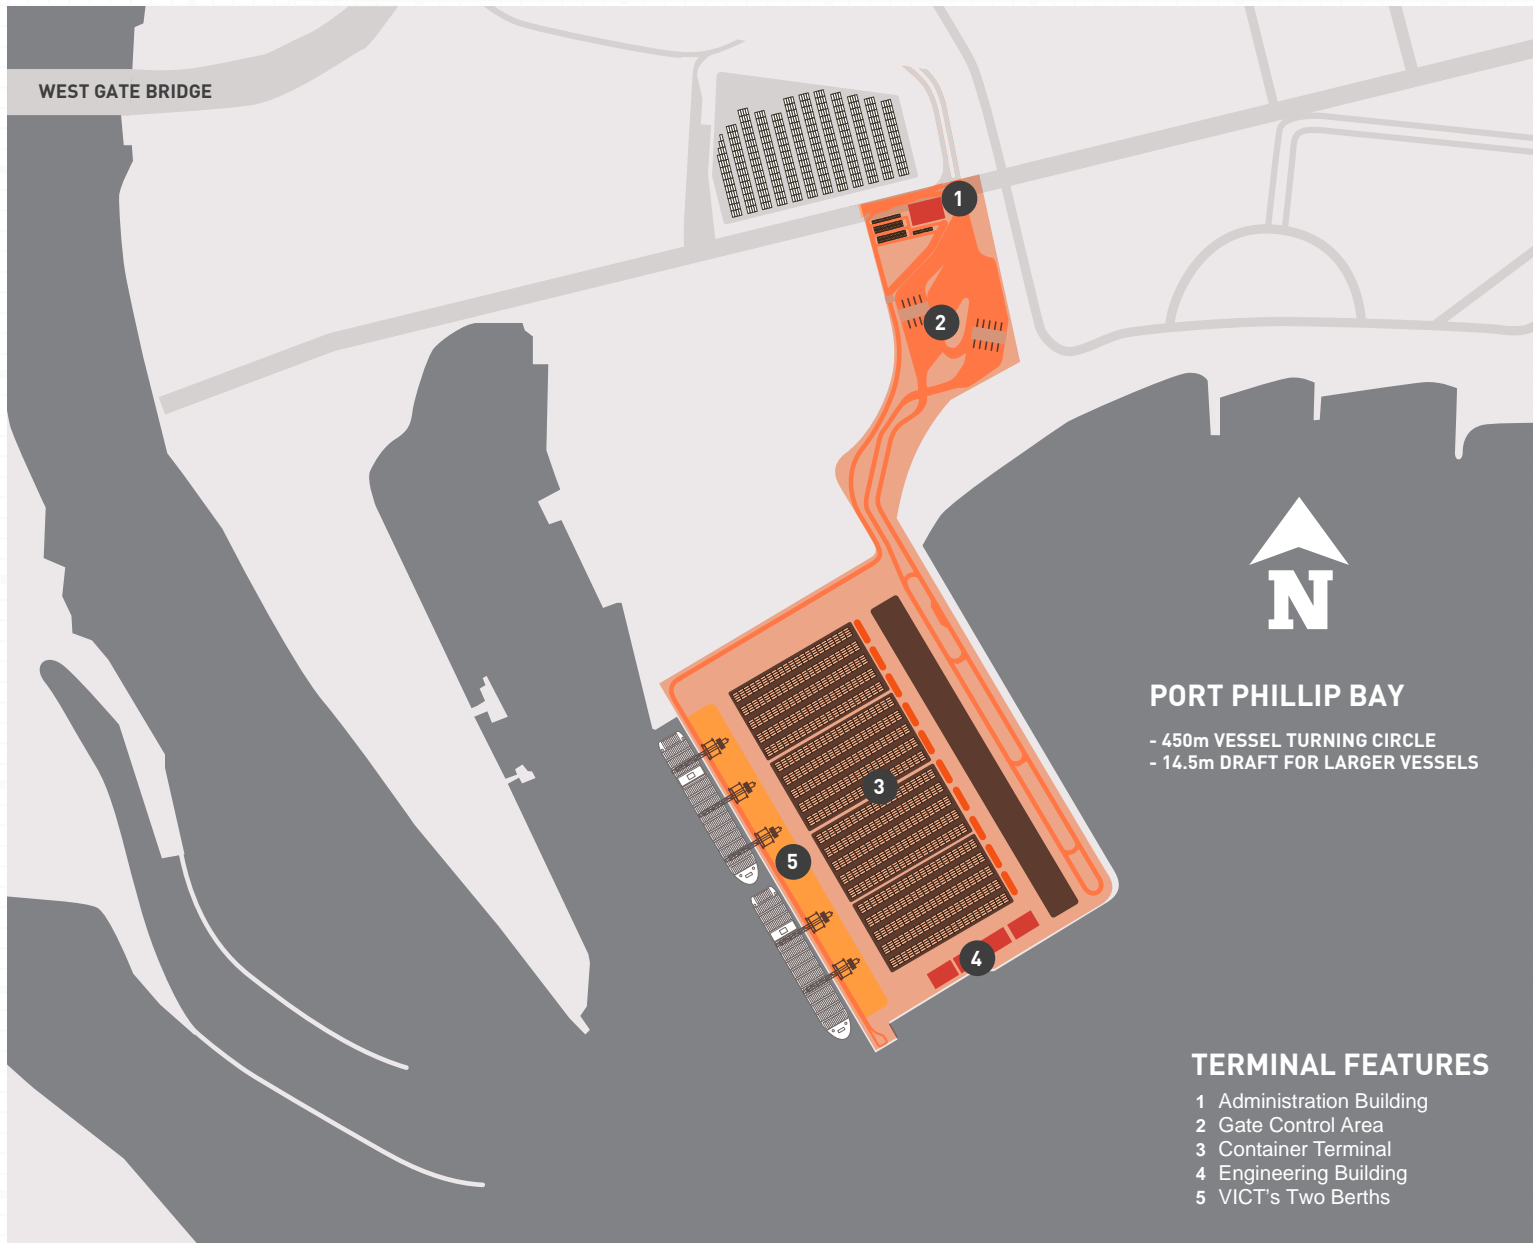 WEST GATE BRIDGE
1
2
N
PORT PHILLIP BAY
- 450m VESSEL TURNING CIRCLE
- 14.5m DRAFT FOR LARGER VESSELS
3
5
4
TERMINAL FEATURES
1 Administration Building
2 Gate Control Area
3 Container Terminal
4 Engineering Building
5 VICT's Two Berths